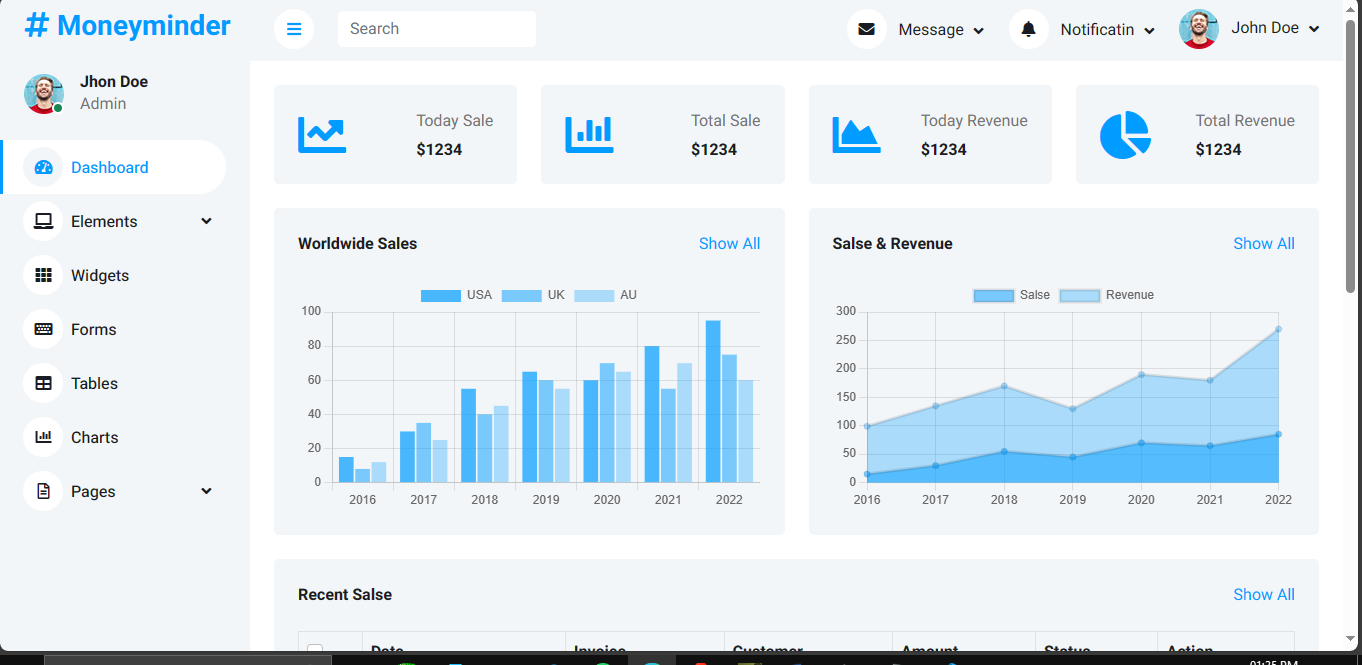 # Moneyminder
Search
Message
Notificatin
John Doe
Jhon Doe
Admin
Dashboard
Elements
Widgets
Forms
Tables
Charts
Pages
Today Sale
$1234
Total Sale
$1234
Today Revenue
$1234
Total Revenue
$1234
Worldwide Sales
Show All
USA UK AU
100
80
60
40
20
0
2016 2017 2018 2019 2020 2021 2022
Salse & Revenue
Show All
Salse Revenue
300
250
200
150
100
50
0
2016 2017 2018 2019 2020 2021 2022
Recent Salse
Show All
Date Invoice Customer Amount Status Action
01:25 PM